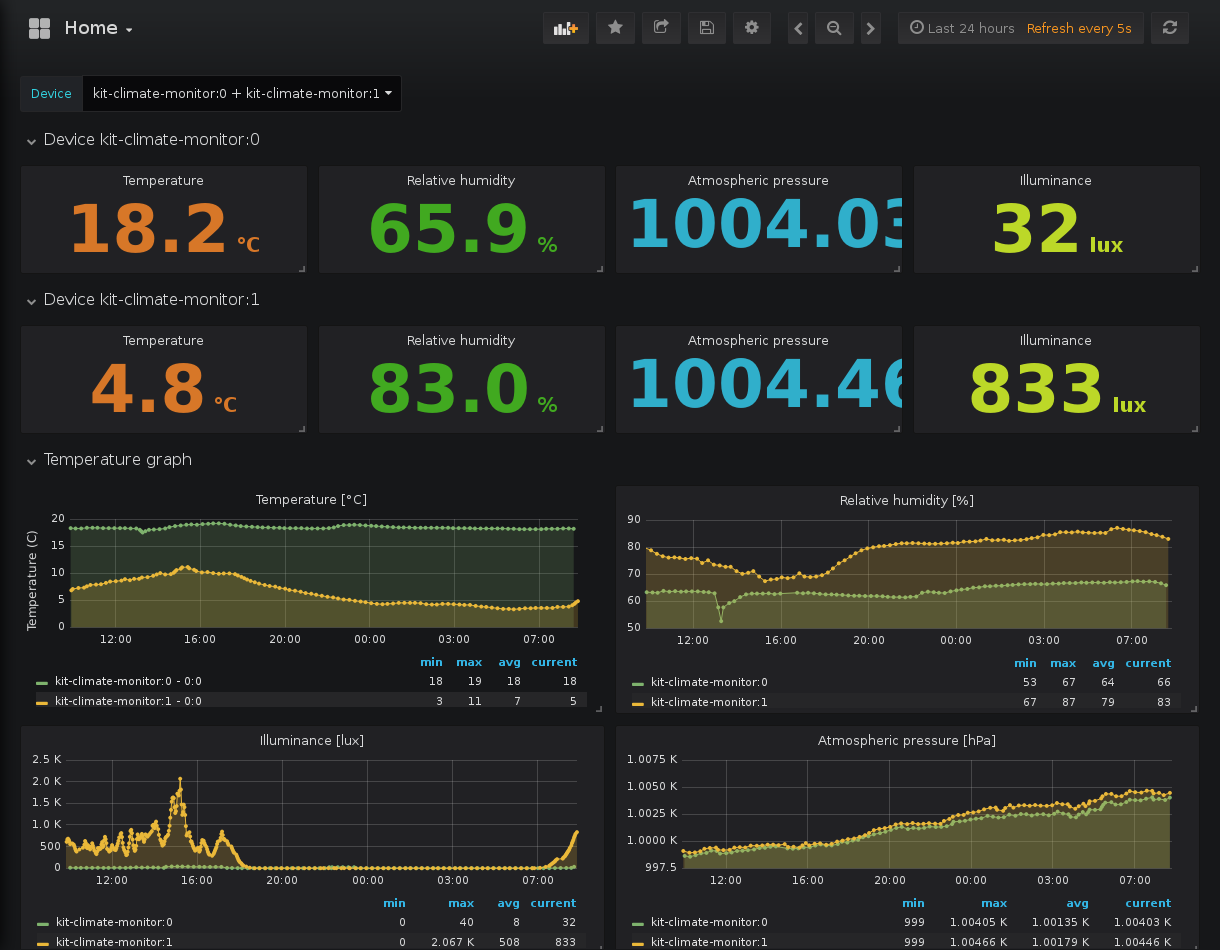 Home
Last 24 hours Refresh every 5s
Device kit-climate-monitor:0 + kit-climate-monitor:1
Device kit-climate-monitor:0
Temperature
18.2 °C
Relative humidity
65.9 %
Atmospheric pressure
1004.03
Illuminance
32 lux
Device kit-climate-monitor:1
Temperature
4.8 °C
Relative humidity
83.0 %
Atmospheric pressure
1004.46
Illuminance
833 lux
Temperature graph
Temperature [°C]
Temperature (C)
20
15
10
5
0
12:00 16:00 20:00 00:00 03:00 07:00
min max avg current
kit-climate-monitor:0 - 0:0 18 19 18 18
kit-climate-monitor:1 - 0:0 3 11 7 5
Relative humidity [%]
90
80
70
60
50
12:00 16:00 20:00 00:00 03:00 07:00
min max avg current
kit-climate-monitor:0 53 67 64 66
kit-climate-monitor:1 67 87 79 83
Illuminance [lux]
2.5 K
2.0 K
1.5 K
1.0 K
500
0
12:00 16:00 20:00 00:00 03:00 07:00
min max avg current
kit-climate-monitor:0 0 40 8 32
kit-climate-monitor:1 0 2.067 K 508 833
Atmospheric pressure [hPa]
1.0075 K
1.0050 K
1.0025 K
1.0000 K
997.5
12:00 16:00 20:00 00:00 03:00 07:00
min max avg current
kit-climate-monitor:0 999 1.00405 K 1.00135 K 1.00403 K
kit-climate-monitor:1 999 1.00466 K 1.00179 K 1.00446 K